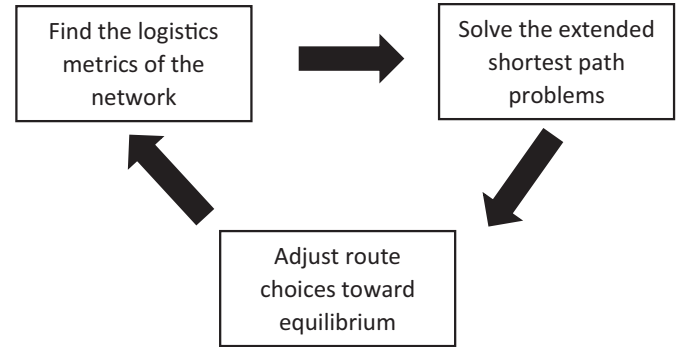 Find the logistics
metrics of the
network
Solve the extended
shortest path
problems
Adjust route
choices toward
equilibrium